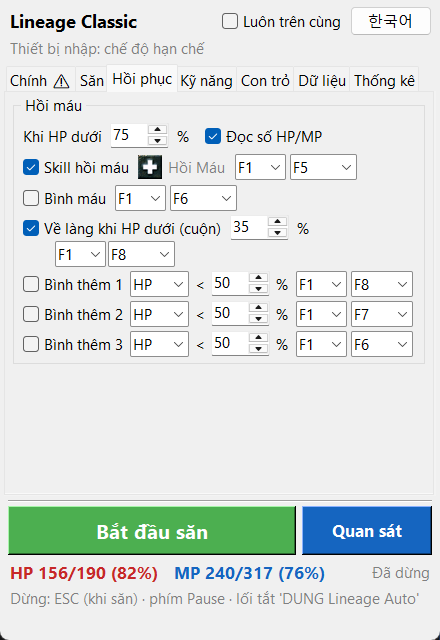 Lineage Classic
Luôn trên cùng
한국어
Thiết bị nhập: chế độ hạn chế
Chính ⚠ Săn Hồi phục Kỹ năng Con trỏ Dữ liệu Thống kê
Hồi máu
Khi HP dưới 75 % Đọc số HP/MP
Skill hồi máu Hồi Máu F1 F5
Bình máu F1 F6
Về làng khi HP dưới (cuộn) 35 %
F1 F8
Bình thêm 1 HP < 50 % F1 F8
Bình thêm 2 HP < 50 % F1 F7
Bình thêm 3 HP < 50 % F1 F6
Bắt đầu săn
Quan sát
HP 156/190 (82%) MP 240/317 (76%) Đã dừng
Dừng: ESC (khi săn) · phím Pause · lối tắt 'DUNG Lineage Auto'